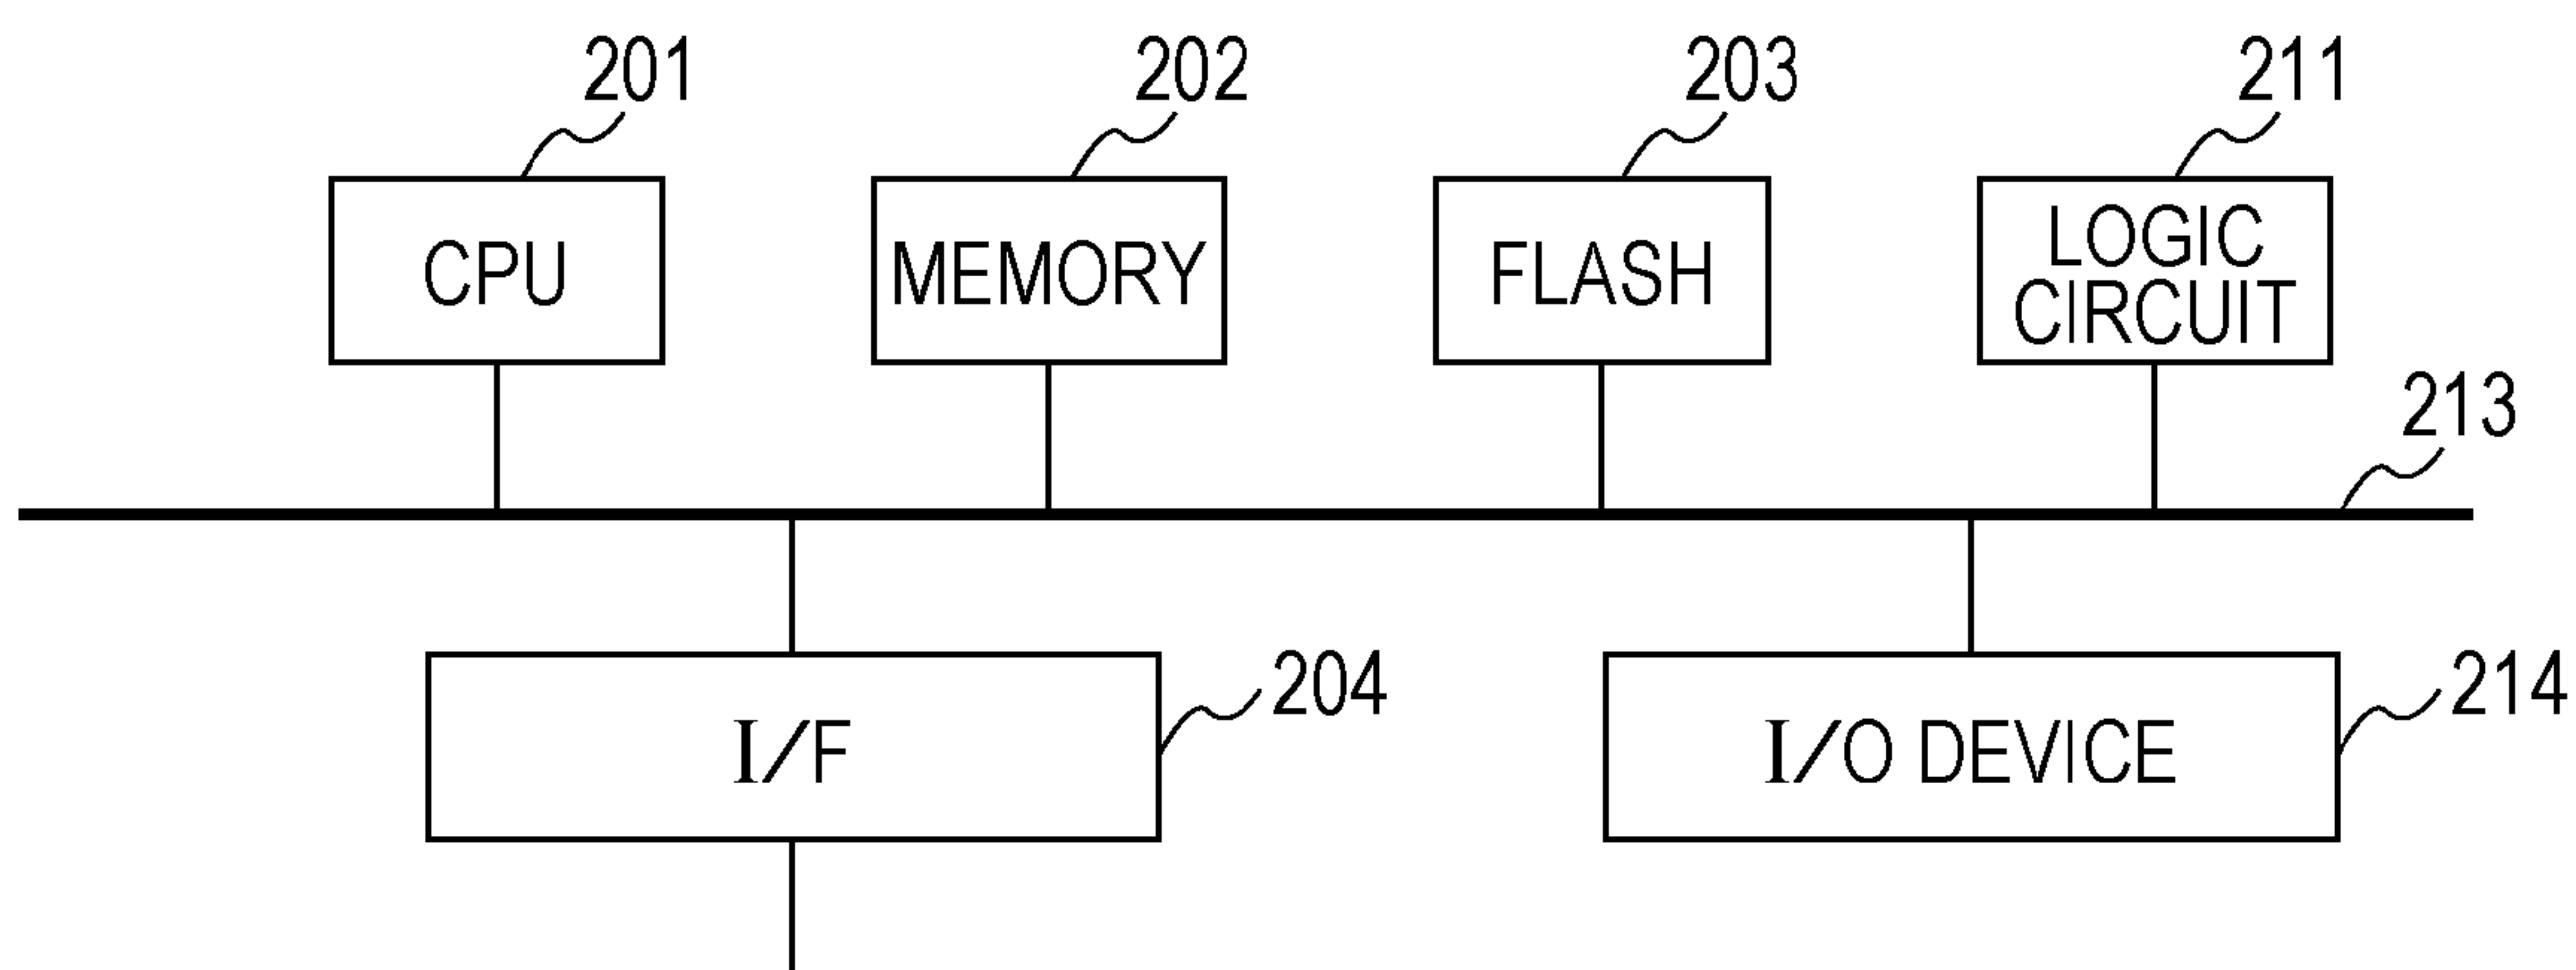 201
202
203
211
CPU
MEMORY
FLASH
LOGIC
CIRCUIT
213
204
214
I/F
I/O DEVICE